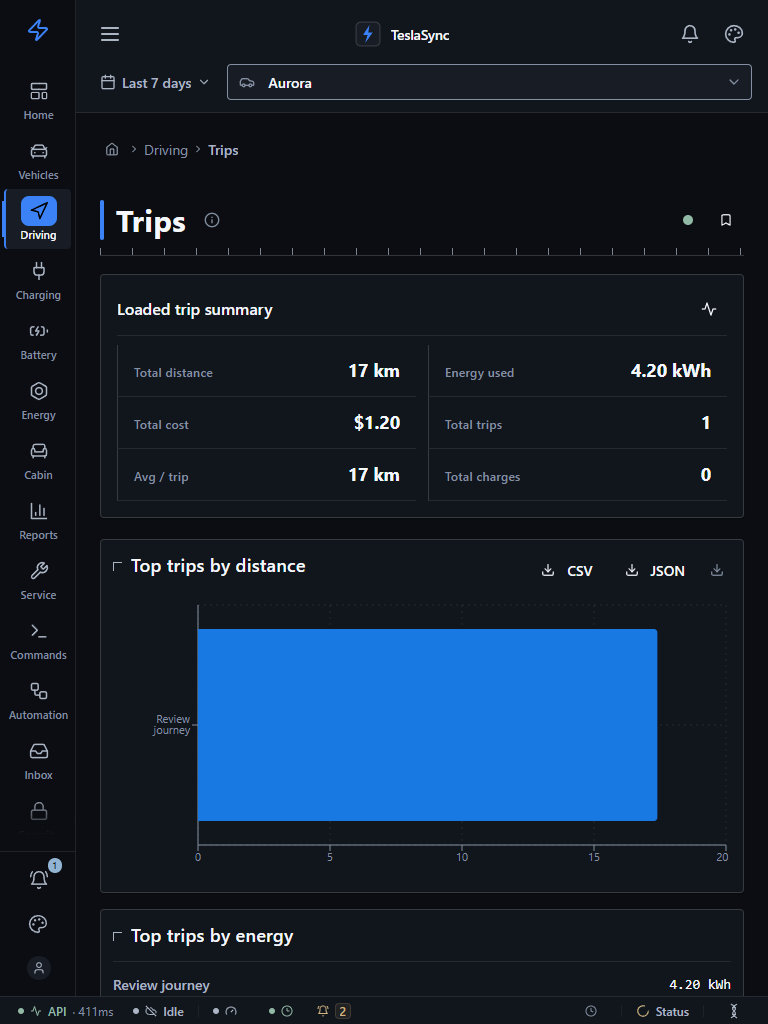 TeslaSync
Last 7 days
Aurora
Home
Vehicles
Driving
Charging
Battery
Energy
Cabin
Reports
Service
Commands
Automation
Inbox
1
Driving > Trips
Trips
Loaded trip summary
Total distance 17 km
Energy used 4.20 kWh
Total cost $1.20
Total trips 1
Avg / trip 17 km
Total charges 0
Top trips by distance
CSV JSON
Review
journey
0 5 10 15 20
Top trips by energy
Review journey 4.20 kWh
API · 411ms Idle 2 Status